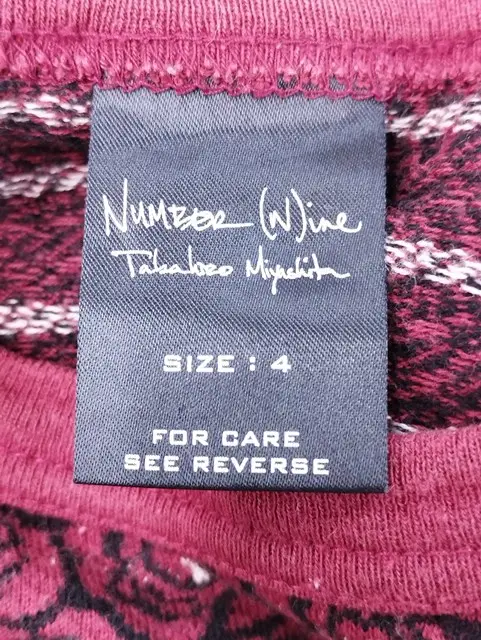 NUMBER (N)ine
Takahiro Miyashita
SIZE : 4
FOR CARE
SEE REVERSE